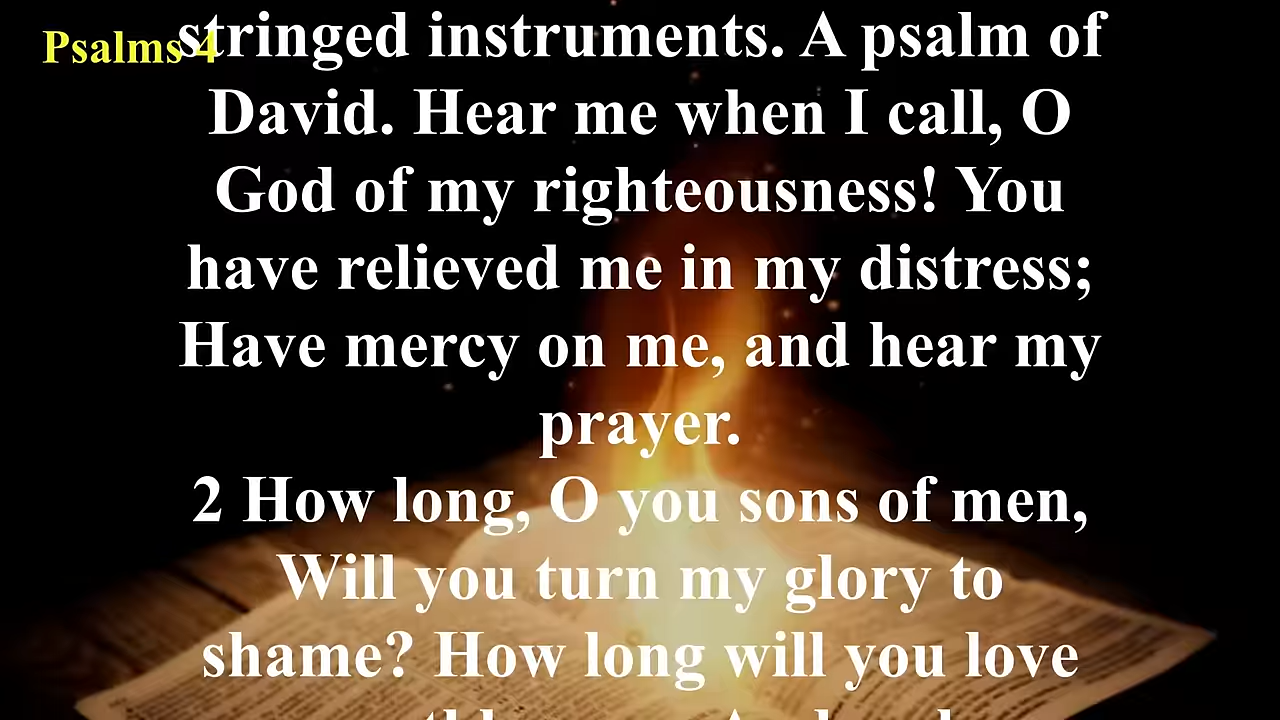 Psalms 4
stringed instruments. A psalm of
David. Hear me when I call, O
God of my righteousness! You
have relieved me in my distress;
Have mercy on me, and hear my
prayer.
2 How long, O you sons of men,
Will you turn my glory to
shame? How long will you love